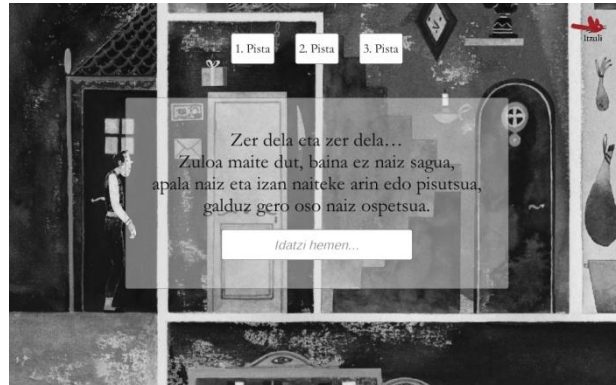 1. Pista
2. Pista
3. Pista
Itzuli
Zer dela eta zer dela…
Zuloa maite dut, baina ez naiz sagua,
apala naiz eta izan naiteke arin edo pisutsua,
galduz gero oso naiz ospetsua.
Idatzi hemen...